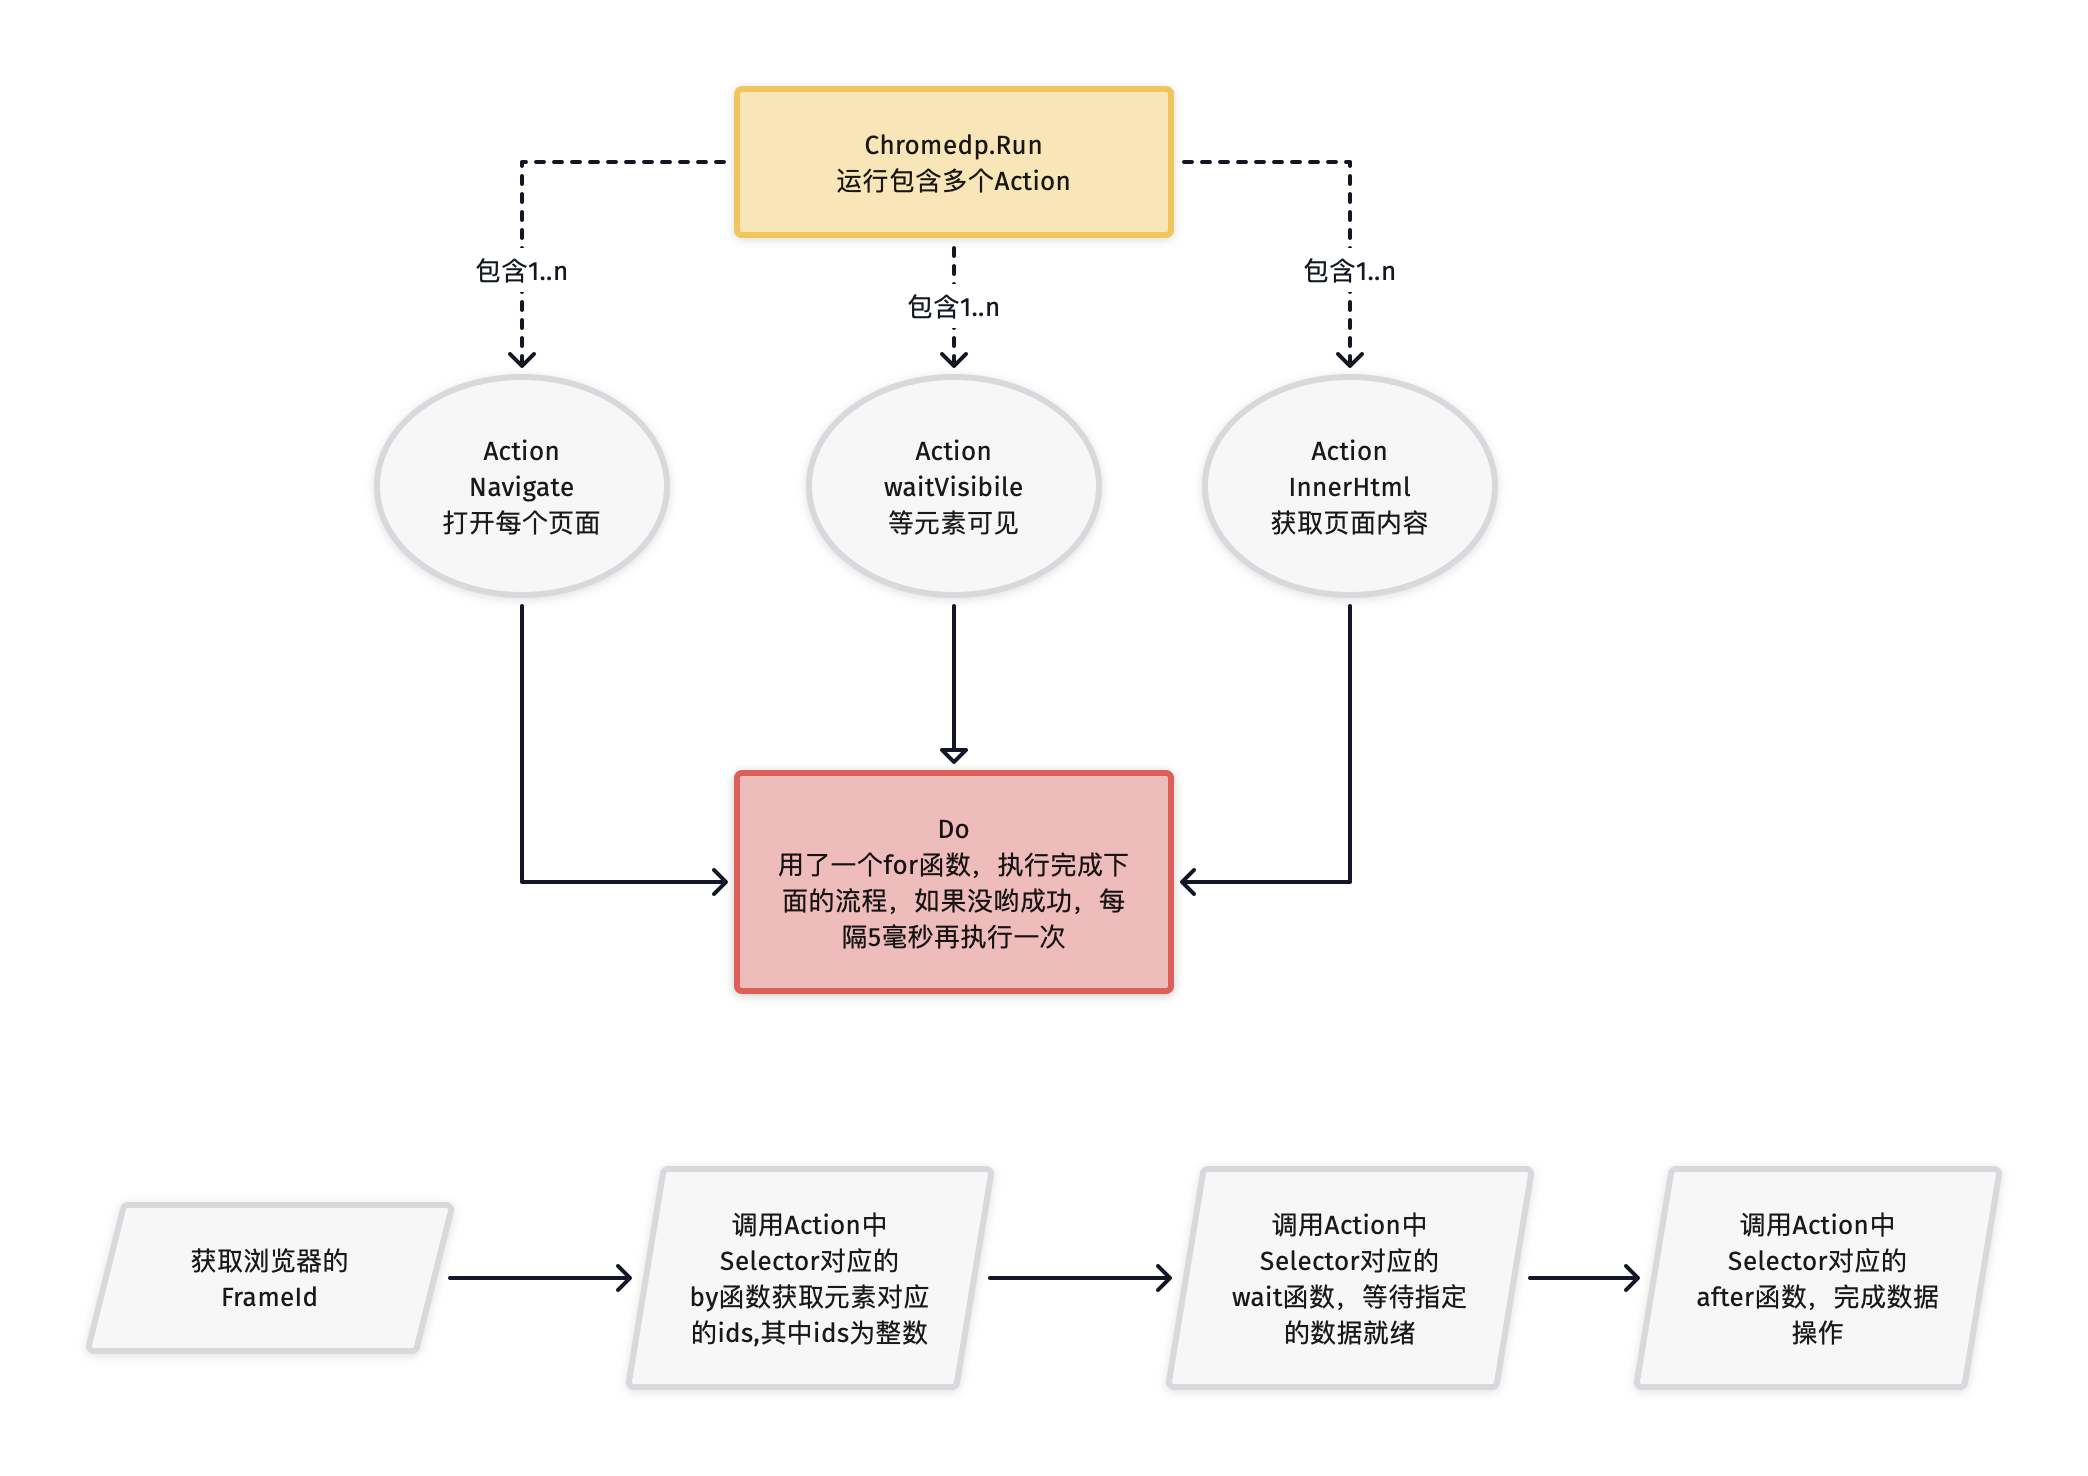 Chromedp.Run
运行包含多个Action
包含1..n
包含1..n
包含1..n
Action
Navigate
打开每个页面
Action
waitVisibile
等元素可见
Action
InnerHtml
获取页面内容
Do
用了一个for函数，执行完成下
面的流程，如果没哟成功，每
隔5毫秒再执行一次
获取浏览器的
FrameId
调用Action中
Selector对应的
by函数获取元素对应
的ids,其中ids为整数
调用Action中
Selector对应的
wait函数，等待指定
的数据就绪
调用Action中
Selector对应的
after函数，完成数据
操作